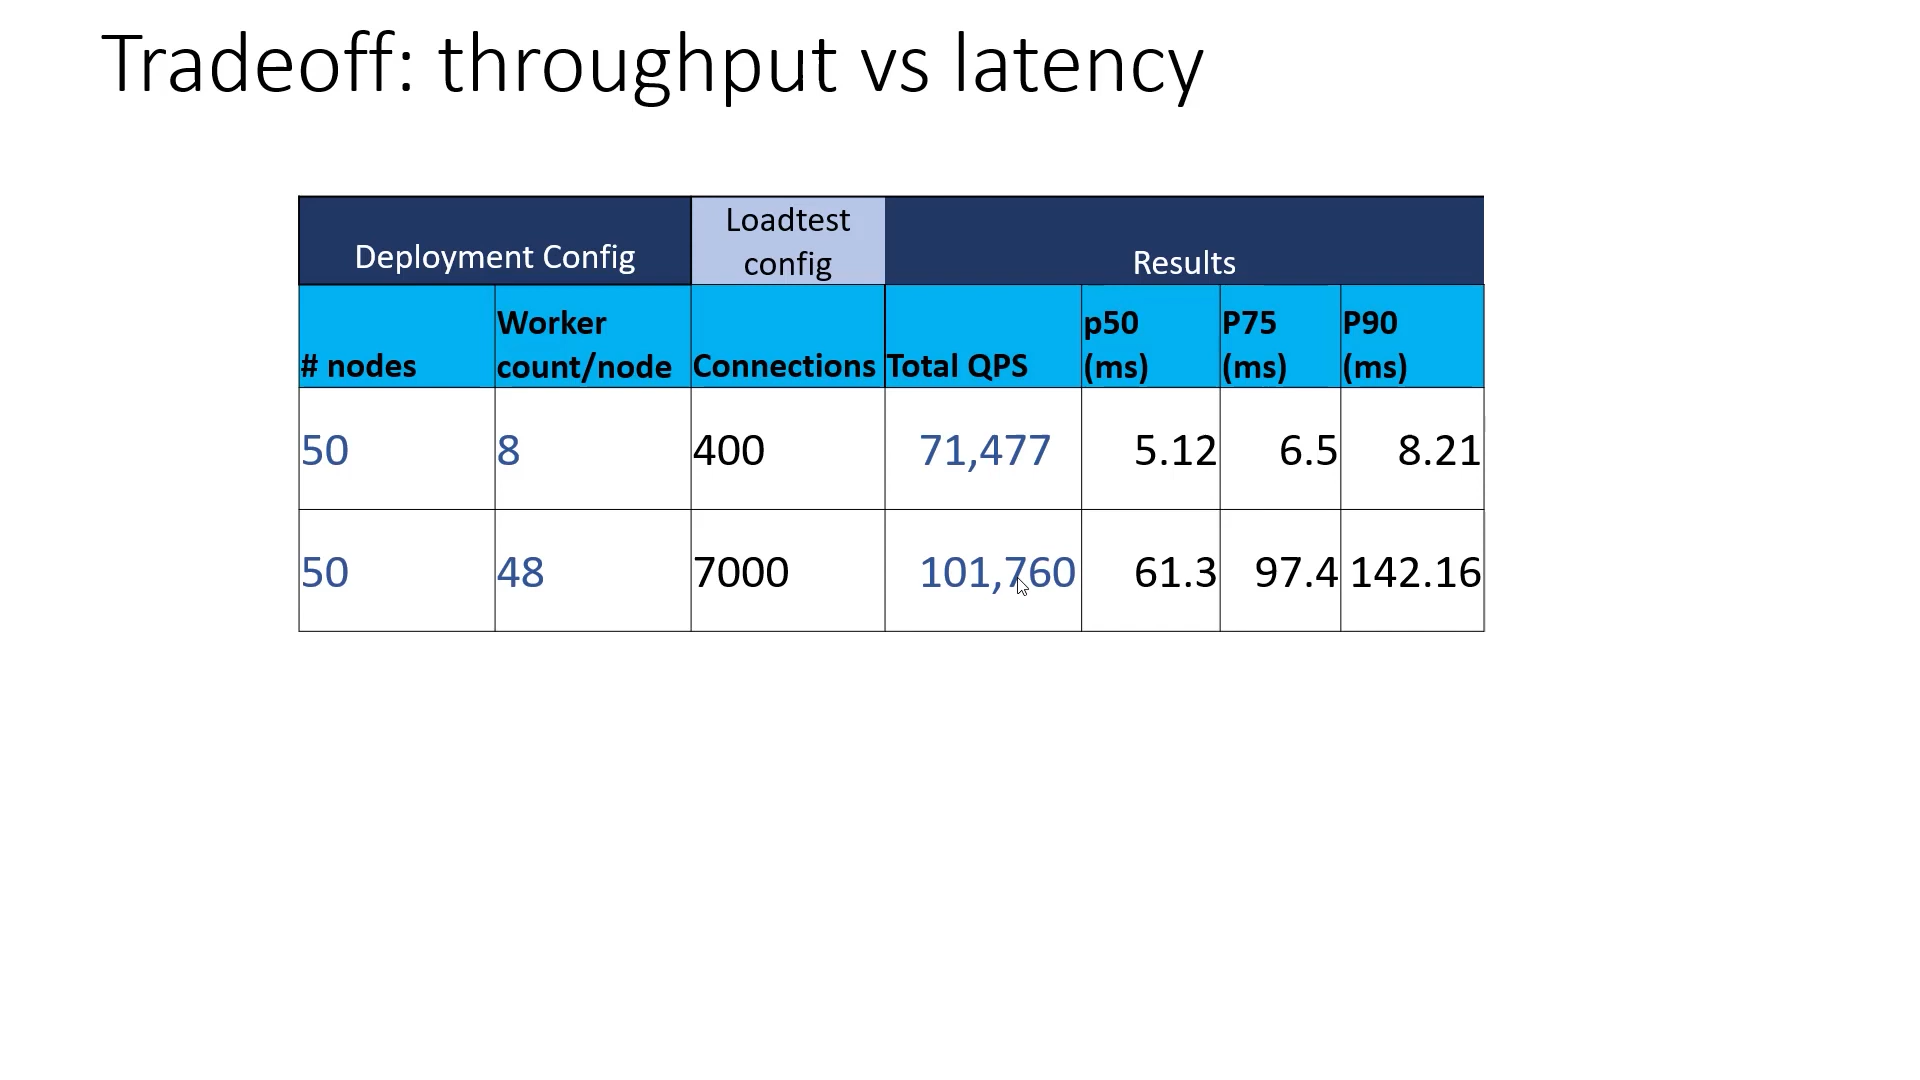 Tradeoff: throughput vs latency
Deployment Config
Loadtest
config
Results
# nodes
Worker
count/node
Connections
Total QPS
p50
(ms)
P75
(ms)
P90
(ms)
50 8 400 71,477 5.12 6.5 8.21
50 48 7000 101,760 61.3 97.4 142.16